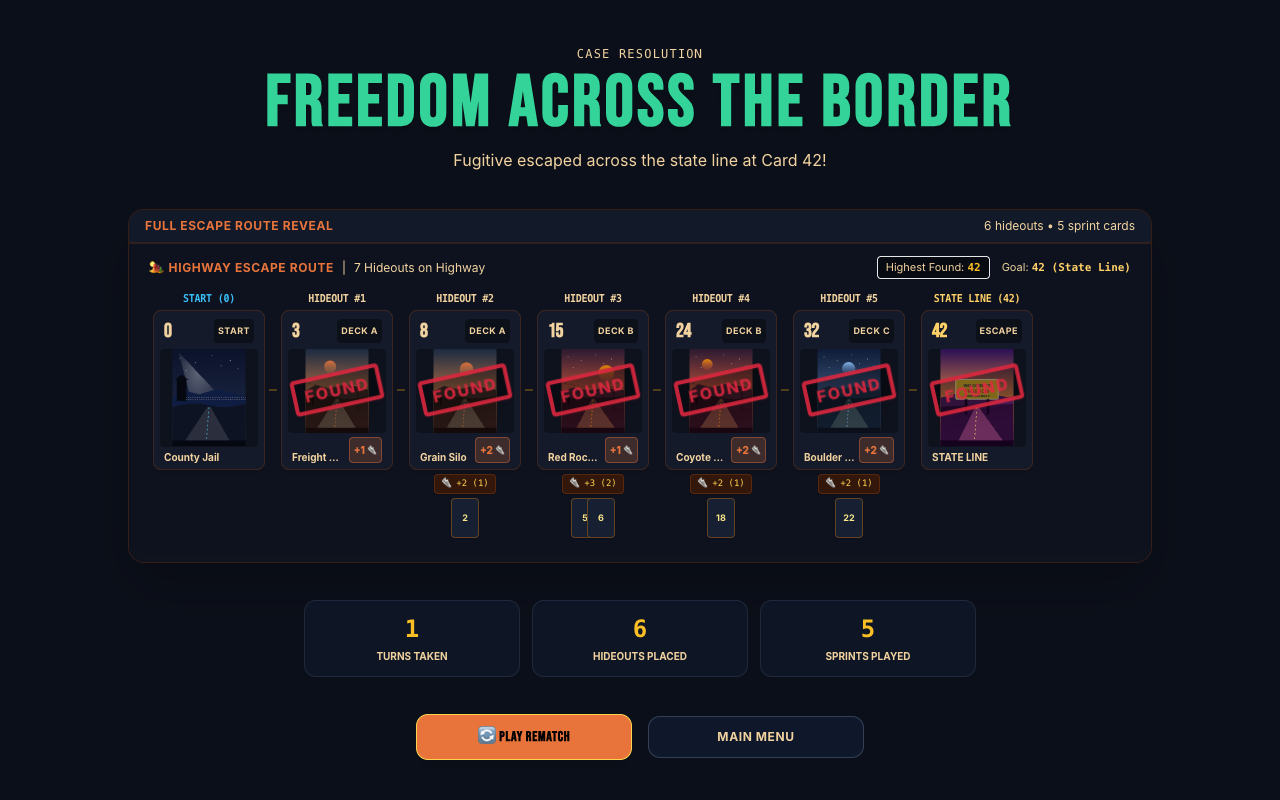 CASE RESOLUTION
FREEDOM ACROSS THE BORDER
Fugitive escaped across the state line at Card 42!
FULL ESCAPE ROUTE REVEAL
6 hideouts • 5 sprint cards
HIGHWAY ESCAPE ROUTE | 7 Hideouts on Highway
Highest Found: 42
Goal: 42 (State Line)
START (0)
0
START
County Jail
HIDEOUT #1
3
DECK A
FOUND
Freight ...
+1
HIDEOUT #2
8
DECK A
FOUND
Grain Silo
+2
+2 (1)
2
HIDEOUT #3
15
DECK B
FOUND
Red Roc...
+1
+3 (2)
5
6
HIDEOUT #4
24
DECK B
FOUND
Coyote ...
+2
+2 (1)
18
HIDEOUT #5
32
DECK C
FOUND
Boulder ...
+2
+2 (1)
22
STATE LINE (42)
42
ESCAPE
FOUND
STATE LINE
1
TURNS TAKEN
6
HIDEOUTS PLACED
5
SPRINTS PLAYED
PLAY REMATCH
MAIN MENU